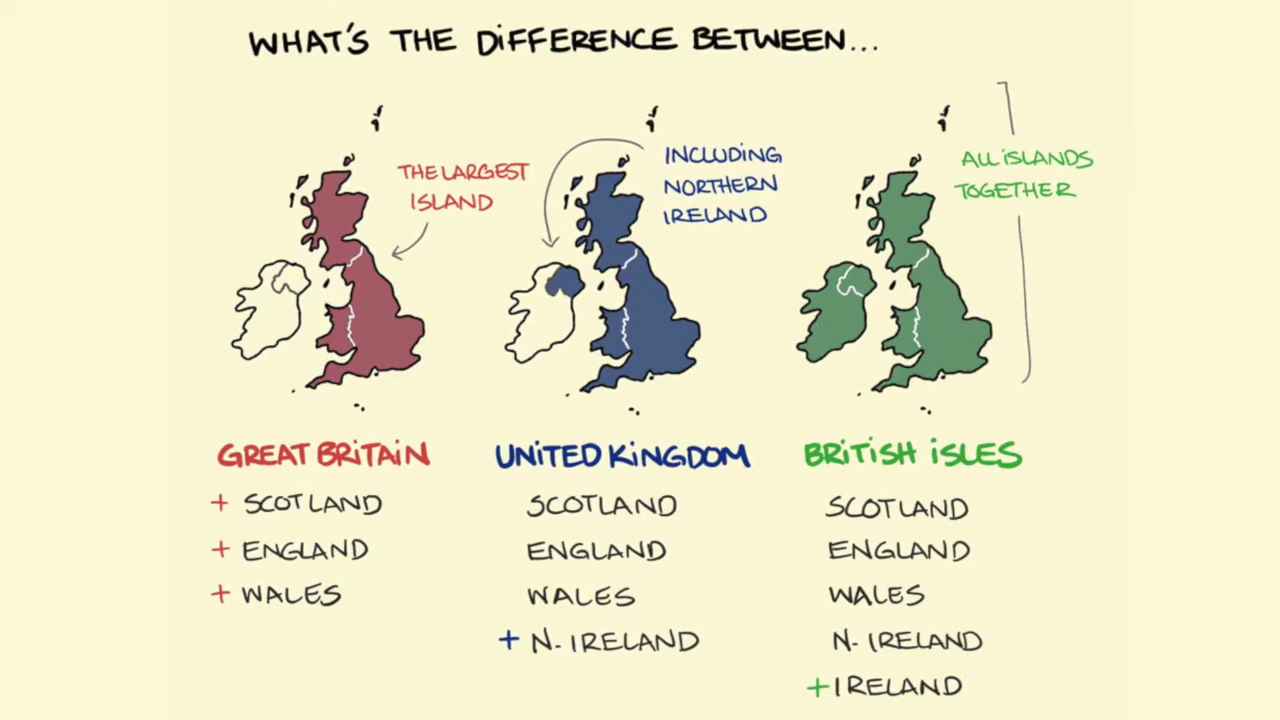 WHAT'S THE DIFFERENCE BETWEEN...
THE LARGEST
ISLAND
INCLUDING
NORTHERN
IRELAND
ALL ISLANDS
TOGETHER
GREAT BRITAIN
+ SCOTLAND
+ ENGLAND
+ WALES
UNITED KINGDOM
SCOTLAND
ENGLAND
WALES
+ N. IRELAND
BRITISH ISLES
SCOTLAND
ENGLAND
WALES
N. IRELAND
+ IRELAND